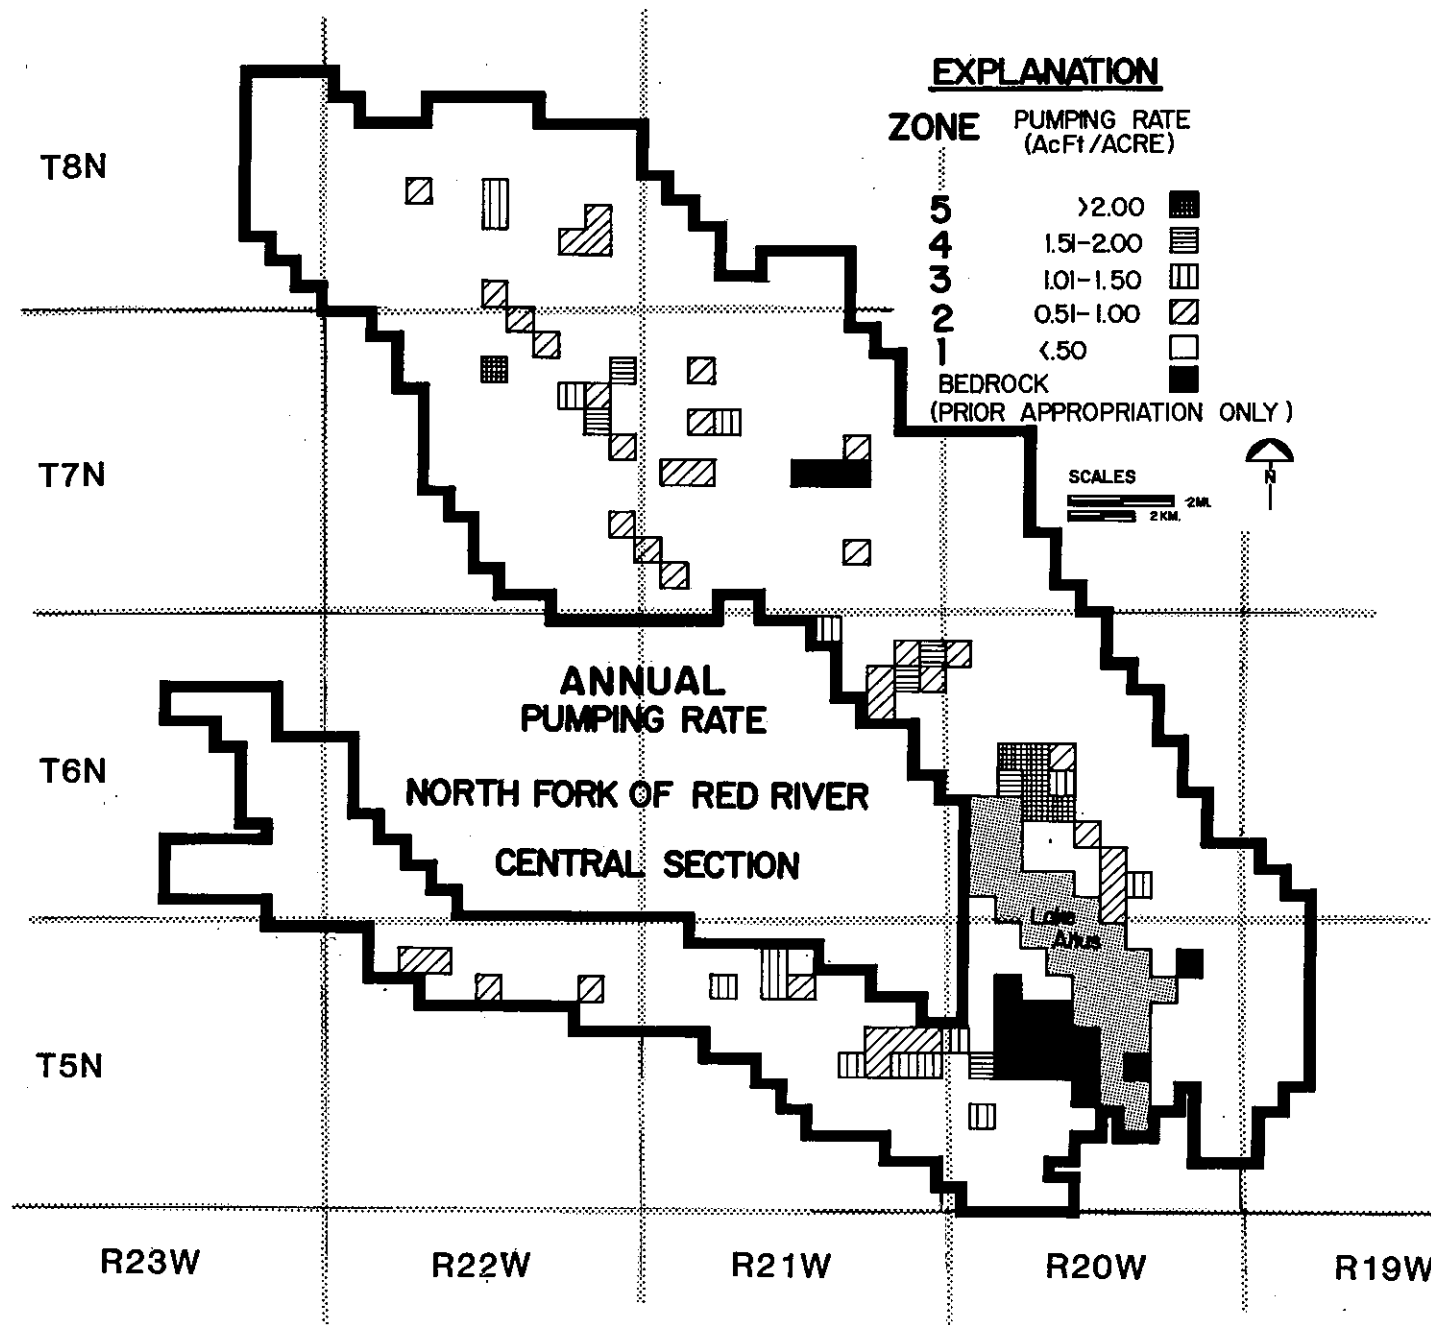 EXPLANATION
ZONE PUMPING RATE
(AcFt/ACRE)
5 >2.00
4 1.51-2.00
3 1.01-1.50
2 0.51-1.00
1 <.50
BEDROCK
(PRIOR APPROPRIATION ONLY)
SCALES
2MI.
2KM.
N
T8N
T7N
T6N
T5N
ANNUAL
PUMPING RATE
NORTH FORK OF RED RIVER
CENTRAL SECTION
Lake
R23W R22W R21W R20W R19W